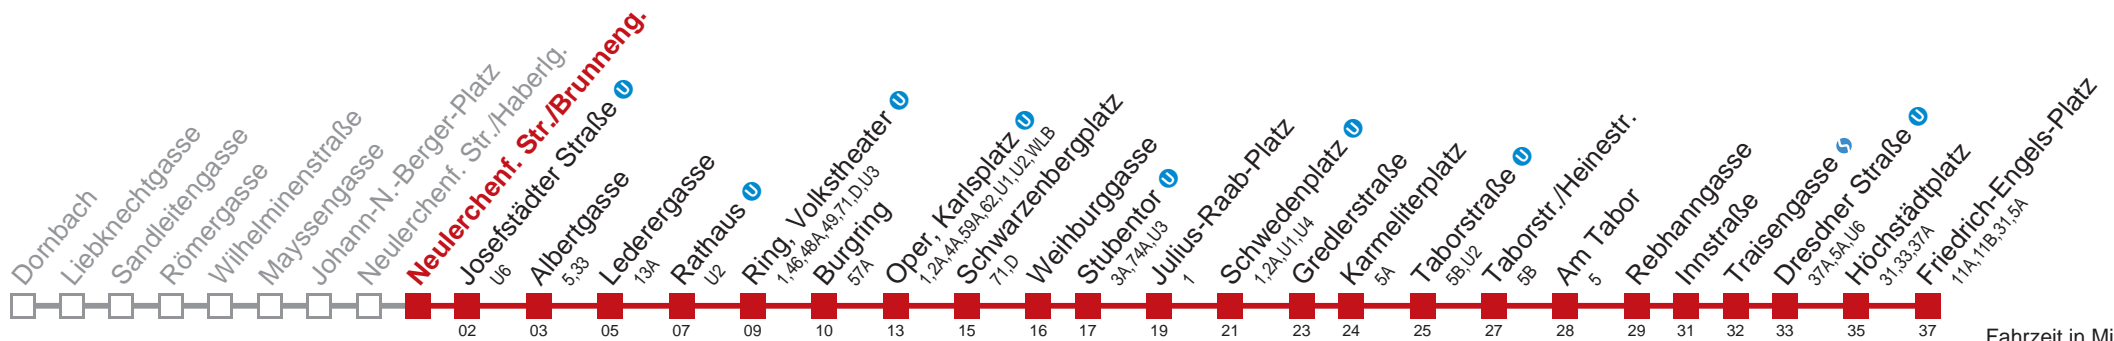 Dornbach
Liebknechtgasse
Sandleitengasse
Römergasse
Wilhelminenstraße
Mayssengasse
Johann-N.-Berger-Platz
Neulerchenf. Str./Haberlg.
Neulerchenf. Str./Brunneng.
Josefstädter Straße U
U6
Albertgasse
5,33
Lederergasse
13A
Rathaus U
U2
Ring, Volkstheater U
1,46,48A,49,71,D,U3
Burgring
57A
Oper, Karlsplatz U
1,2A,4A,59A,62,U1,U2,WLB
Schwarzenbergplatz
71,D
Weihburggasse
Stubentor U
3A,74A,U3
Julius-Raab-Platz
1
Schwedenplatz U
1,2A,U1,U4
Gredlerstraße
Karmeliterplatz
5A
Taborstraße U
5B,U2
Taborstr./Heinestr.
5B
Am Tabor
5
Rebhanngasse
Innstraße
Traisengasse S
Dresdner Straße U
37A,5A,U6
Höchstädtplatz
31,33,37A
Friedrich-Engels-Platz
11A,11B,31,5A
02 03 05 07 09 10 13 15 16 17 19 21 23 24 25 27 28 29 31 32 33 35 37
Fahrzeit in Mi